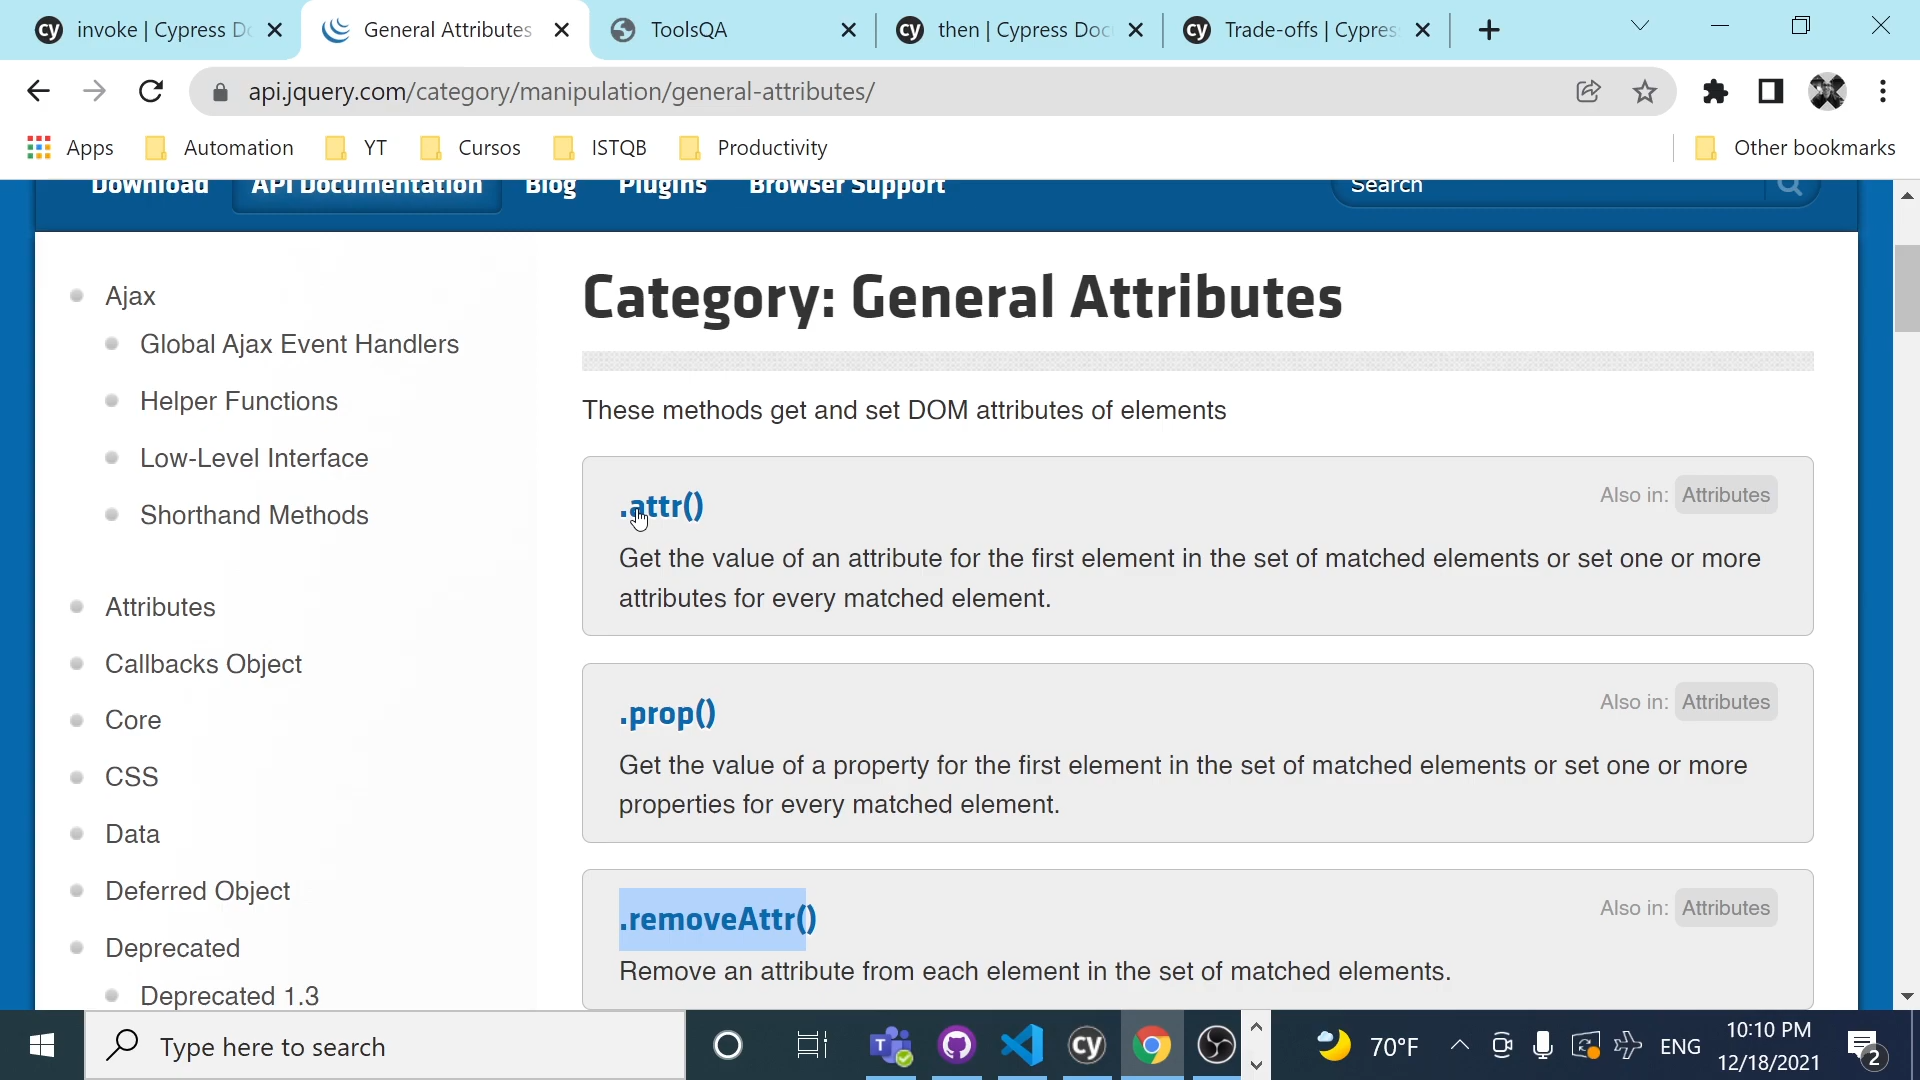 cy invoke | Cypress Do
General Attributes
ToolsQA
cy then | Cypress Doc
cy Trade-offs | Cypres
api.jquery.com/category/manipulation/general-attributes/
Apps
Automation
YT
Cursos
ISTQB
Productivity
Other bookmarks
Download
API Documentation
Blog
Plugins
Browser Support
Search
Ajax
Global Ajax Event Handlers
Helper Functions
Low-Level Interface
Shorthand Methods
Attributes
Callbacks Object
Core
CSS
Data
Deferred Object
Deprecated
Deprecated 1.3
Category: General Attributes
These methods get and set DOM attributes of elements
.attr()
Also in: Attributes
Get the value of an attribute for the first element in the set of matched elements or set one or more
attributes for every matched element.
.prop()
Also in: Attributes
Get the value of a property for the first element in the set of matched elements or set one or more
properties for every matched element.
.removeAttr()
Also in: Attributes
Remove an attribute from each element in the set of matched elements.
Type here to search
T
cy
70°F
ENG
10:10 PM
12/18/2021
2